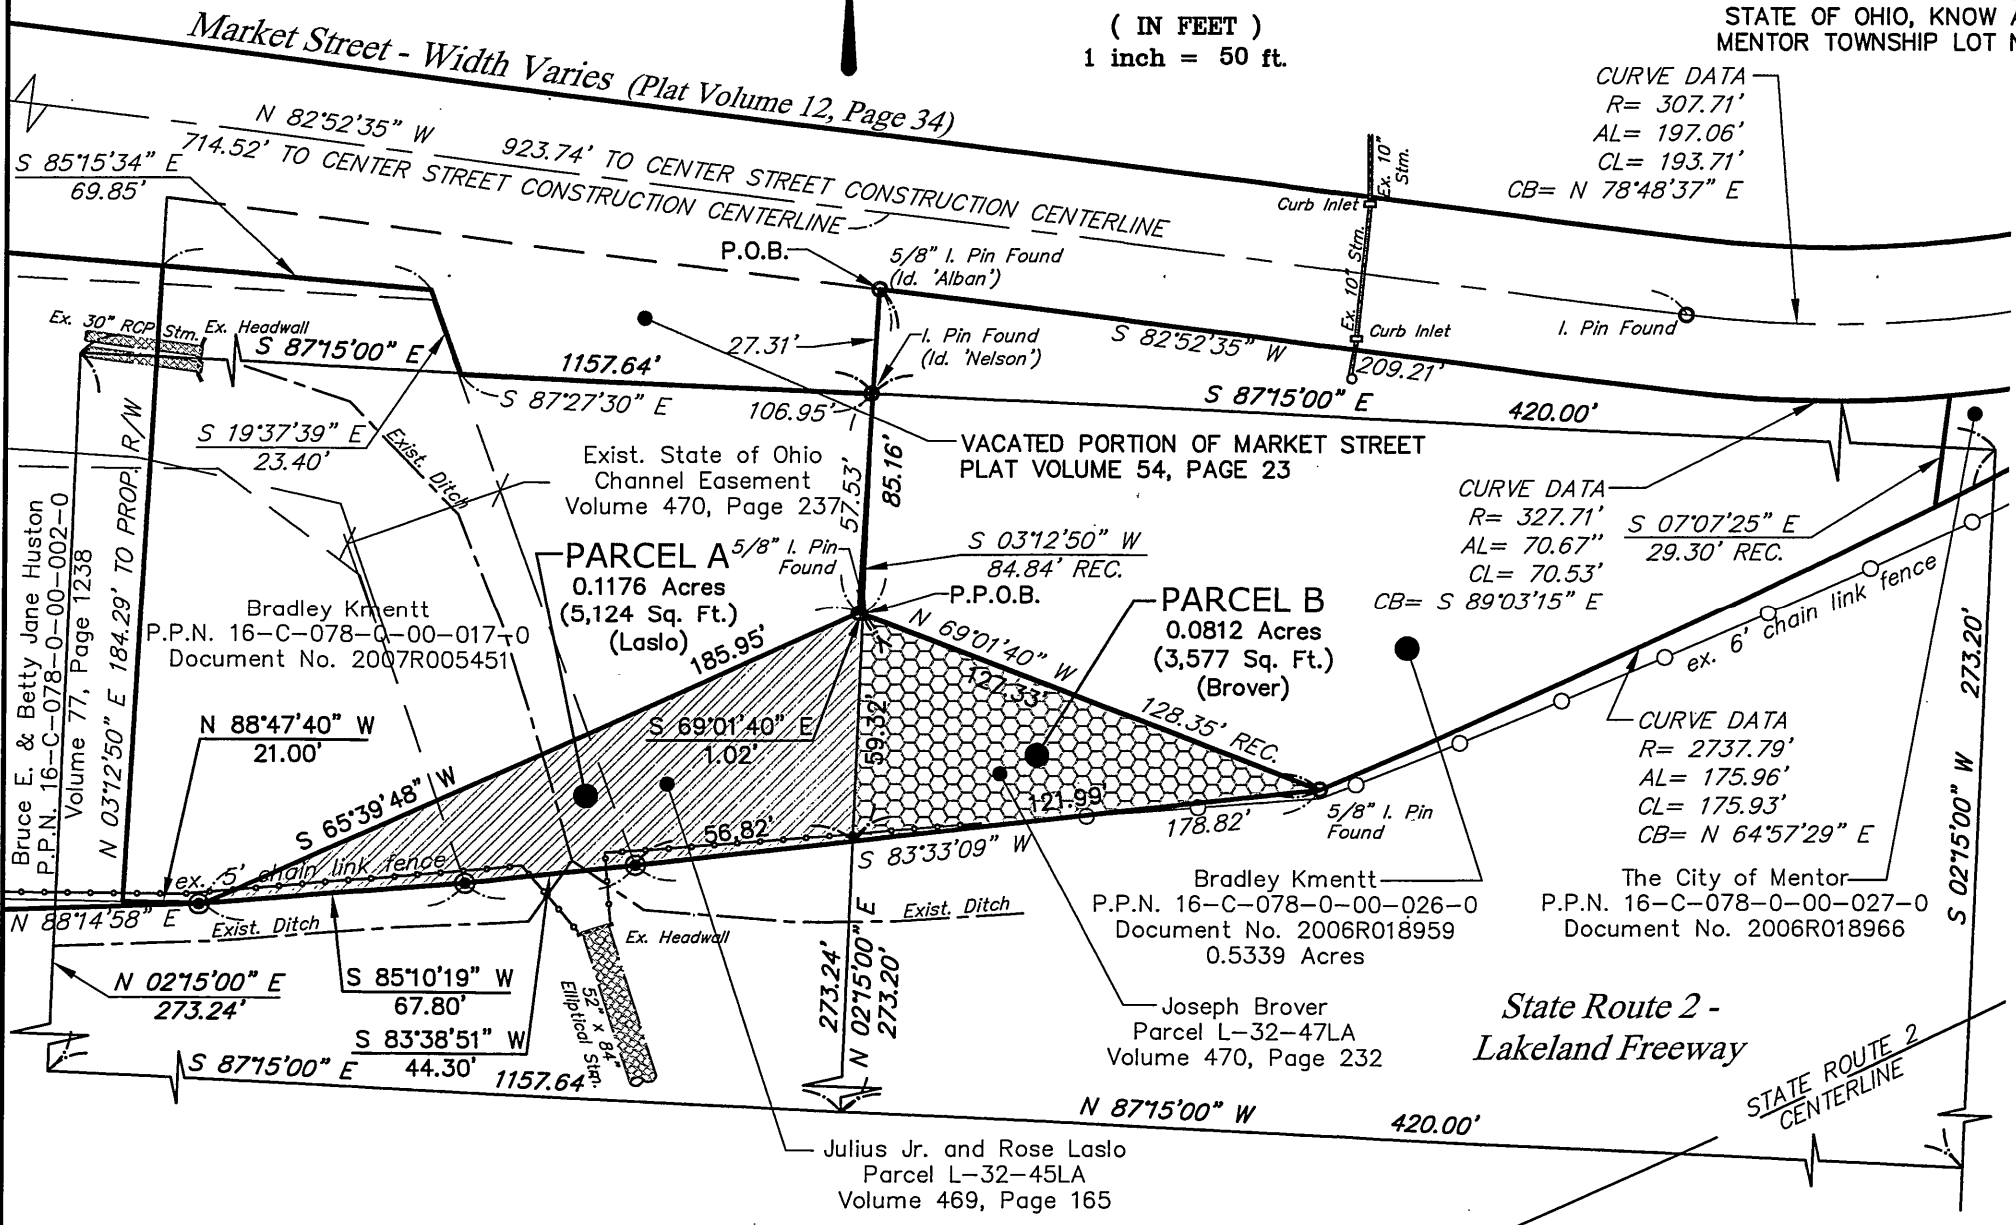 ( IN FEET )
1 inch = 50 ft.
STATE OF OHIO, KNOW
MENTOR TOWNSHIP LOT
Market Street - Width Varies (Plat Volume 12, Page 34)
CURVE DATA
R= 307.71'
AL= 197.06'
CL= 193.71'
CB= N 78°48'37" E
N 82°52'35" W
714.52' TO CENTER STREET CONSTRUCTION CENTERLINE
923.74' TO CENTER STREET CONSTRUCTION CENTERLINE
S 85°15'34" E
69.85'
Ex. 10" Stm.
Curb Inlet
Ex. 10" Stm.
Curb Inlet
P.O.B.
5/8" I. Pin Found
(Id. 'Alban')
I. Pin Found
Ex. 30" RCP Stm.
Ex. Headwall
S 87°15'00" E
1157.64'
27.31'
I. Pin Found
(Id. 'Nelson')
S 82°52'35" W
209.21'
S 87°27'30" E
106.95'
S 87°15'00" E
420.00'
S 19°37'39" E
23.40'
Exist. Ditch
Exist. State of Ohio
Channel Easement
Volume 470, Page 237
VACATED PORTION OF MARKET STREET
PLAT VOLUME 54, PAGE 23
57.53'
85.16'
CURVE DATA
R= 327.71'
AL= 70.67"
CL= 70.53'
CB= S 89°03'15" E
S 07°07'25" E
29.30' REC.
S 03°12'50" W
84.84' REC.
Bruce E. & Betty Jane Huston
P.P.N. 16-C-078-0-00-002-0
Volume 77, Page 1238
N 03°12'50" E 184.29' TO PROP. R/W
PARCEL A
0.1176 Acres
(5,124 Sq. Ft.)
(Laslo)
5/8" I. Pin
Found
P.P.O.B.
PARCEL B
0.0812 Acres
(3,577 Sq. Ft.)
(Brover)
Bradley Kmentt
P.P.N. 16-C-078-0-00-017-0
Document No. 2007R005451
185.95'
N 69°01'40" W
127.33'
128.35' REC.
ex. 6' chain link fence
273.20'
S 02°15'00" W
N 88°47'40" W
21.00'
S 69°01'40" E
1.02'
59.32'
CURVE DATA
R= 2737.79'
AL= 175.96'
CL= 175.93'
CB= N 64°57'29" E
S 65°39'48" W
56.82'
121.99'
178.82'
5/8" I. Pin
Found
S 83°33'09" W
ex. 5' chain link fence
N 88°14'58" E
Exist. Ditch
Exist. Ditch
Ex. Headwall
Bradley Kmentt
P.P.N. 16-C-078-0-00-026-0
Document No. 2006R018959
0.5339 Acres
The City of Mentor
P.P.N. 16-C-078-0-00-027-0
Document No. 2006R018966
N 02°15'00" E
273.24'
S 85°10'19" W
67.80'
S 83°38'51" W
44.30'
52" x 84"
Elliptical Stm.
273.24'
N 02°15'00" E
273.20'
Joseph Brover
Parcel L-32-47LA
Volume 470, Page 232
State Route 2 -
Lakeland Freeway
STATE ROUTE 2
CENTERLINE
S 87°15'00" E
1157.64'
N 87°15'00" W
420.00'
Julius Jr. and Rose Laslo
Parcel L-32-45LA
Volume 469, Page 165